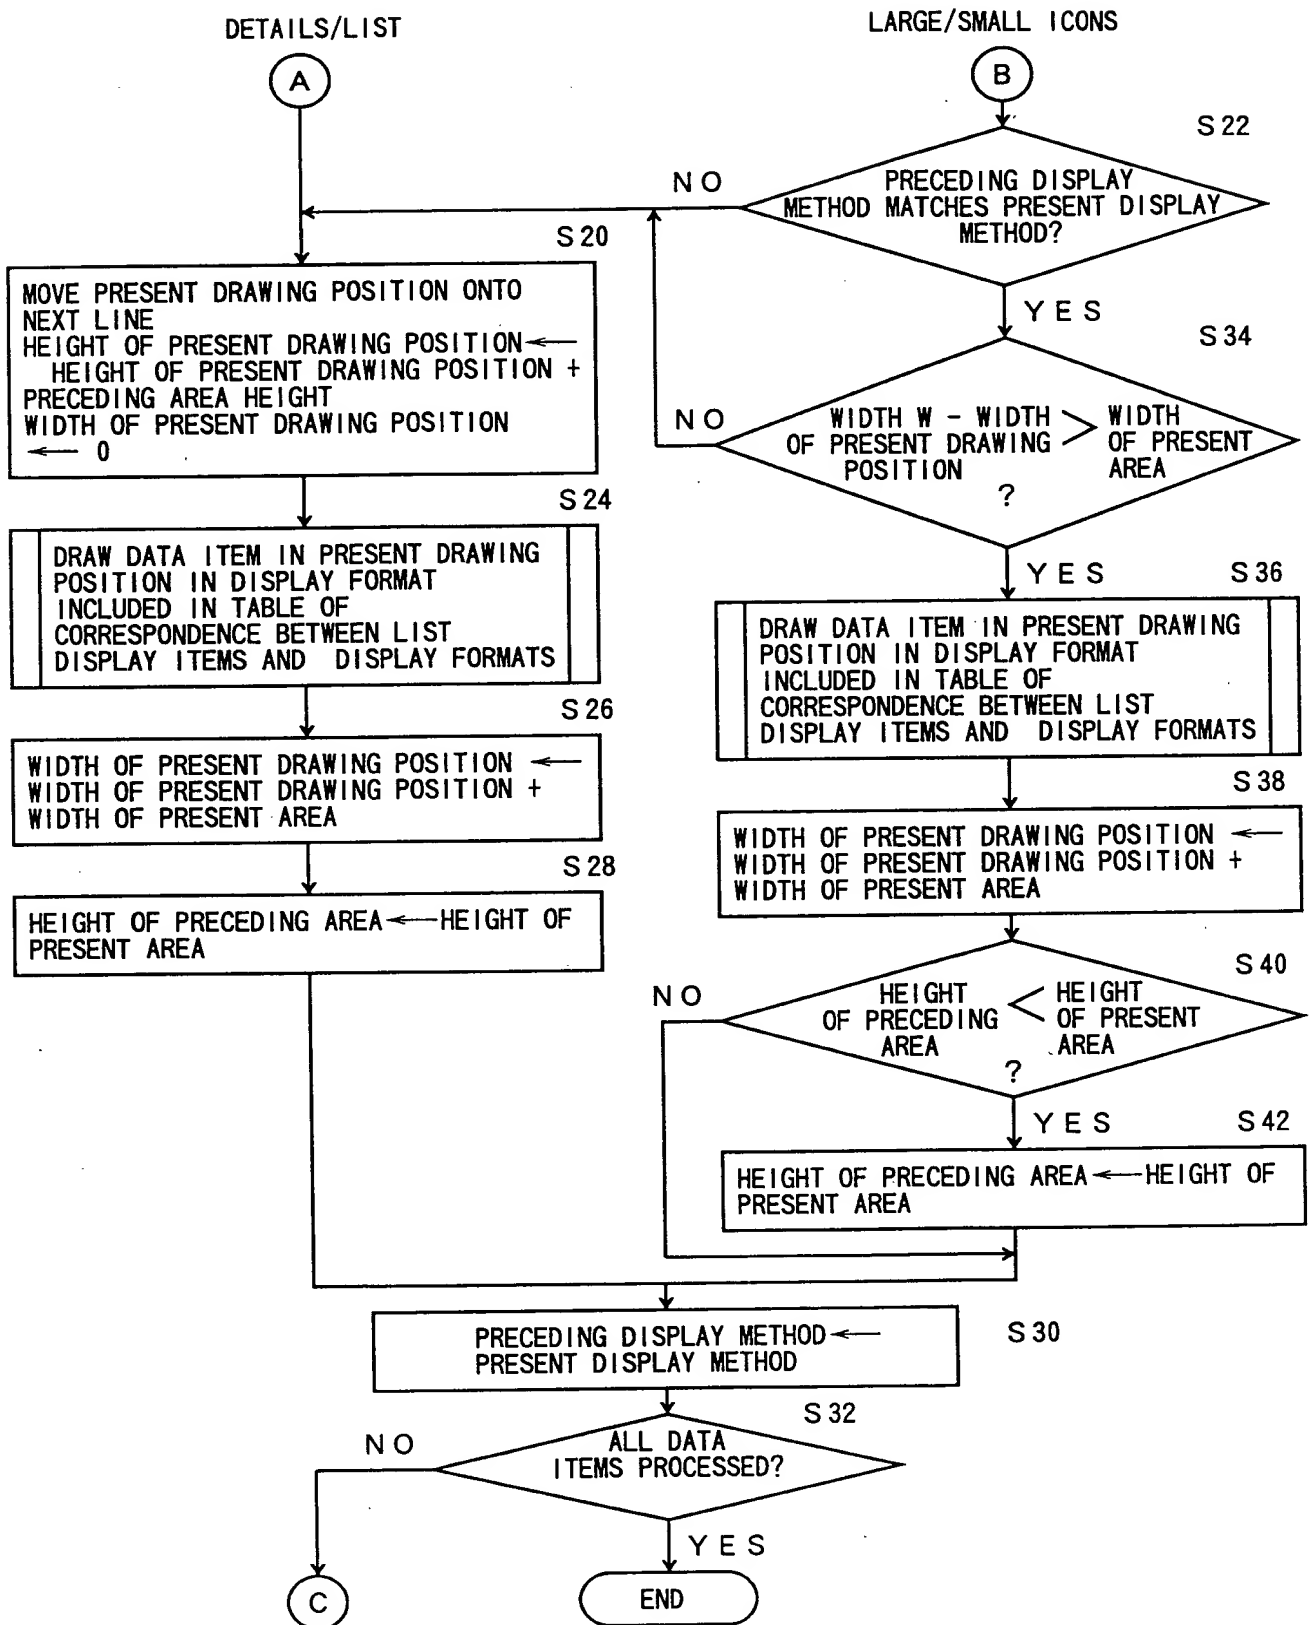 DETAILS/LIST
A
LARGE/SMALL ICONS
B
S22
PRECEDING DISPLAY
METHOD MATCHES PRESENT DISPLAY
METHOD?
NO
YES
S20
MOVE PRESENT DRAWING POSITION ONTO
NEXT LINE
HEIGHT OF PRESENT DRAWING POSITION ←
HEIGHT OF PRESENT DRAWING POSITION +
PRECEDING AREA HEIGHT
WIDTH OF PRESENT DRAWING POSITION
← 0
S34
WIDTH W - WIDTH
OF PRESENT DRAWING
POSITION
>
WIDTH
OF PRESENT
AREA
?
NO
YES
S24
DRAW DATA ITEM IN PRESENT DRAWING
POSITION IN DISPLAY FORMAT
INCLUDED IN TABLE OF
CORRESPONDENCE BETWEEN LIST
DISPLAY ITEMS AND DISPLAY FORMATS
S36
DRAW DATA ITEM IN PRESENT DRAWING
POSITION IN DISPLAY FORMAT
INCLUDED IN TABLE OF
CORRESPONDENCE BETWEEN LIST
DISPLAY ITEMS AND DISPLAY FORMATS
S26
WIDTH OF PRESENT DRAWING POSITION ←
WIDTH OF PRESENT DRAWING POSITION +
WIDTH OF PRESENT AREA
S38
WIDTH OF PRESENT DRAWING POSITION ←
WIDTH OF PRESENT DRAWING POSITION +
WIDTH OF PRESENT AREA
S28
HEIGHT OF PRECEDING AREA ← HEIGHT OF
PRESENT AREA
S40
HEIGHT
OF PRECEDING
AREA
<
HEIGHT
OF PRESENT
AREA
?
NO
YES
S42
HEIGHT OF PRECEDING AREA ← HEIGHT OF
PRESENT AREA
S30
PRECEDING DISPLAY METHOD ←
PRESENT DISPLAY METHOD
S32
ALL DATA
ITEMS PROCESSED?
NO
YES
C
END